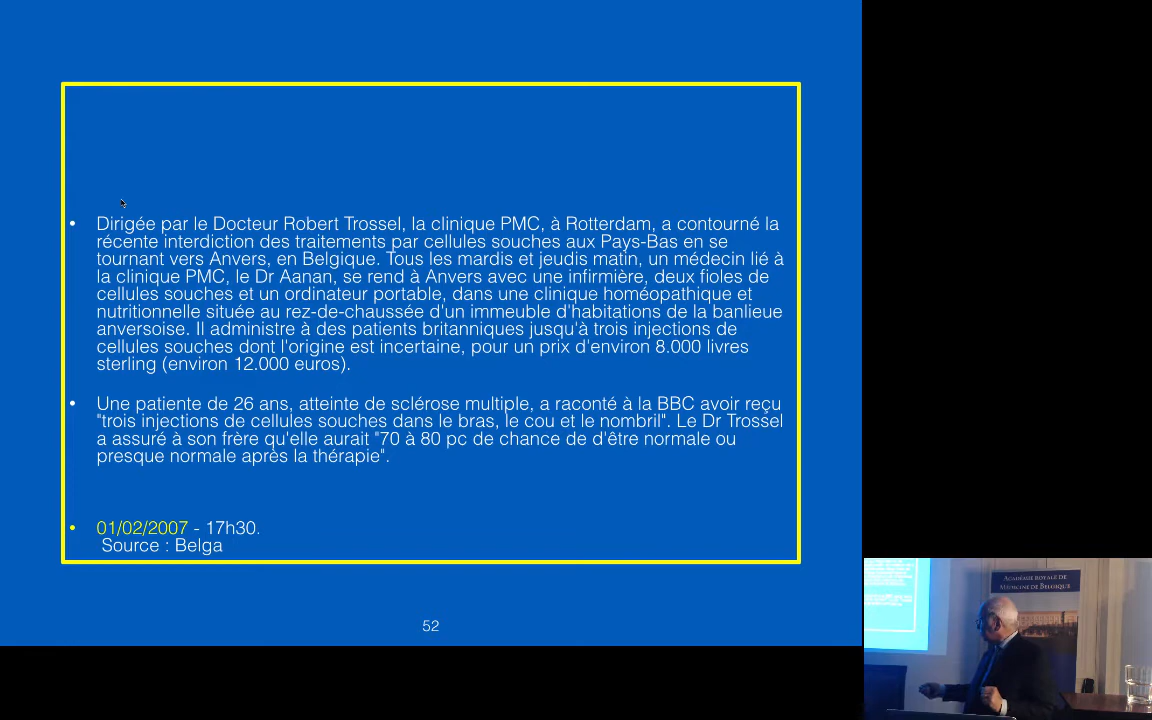 • Dirigée par le Docteur Robert Trossel, la clinique PMC, à Rotterdam, a contourné la
récente interdiction des traitements par cellules souches aux Pays-Bas en se
tournant vers Anvers, en Belgique. Tous les mardis et jeudis matin, un médecin lié à
la clinique PMC, le Dr Aanan, se rend à Anvers avec une infirmière, deux fioles de
cellules souches et un ordinateur portable, dans une clinique homéopathique et
nutritionnelle située au rez-de-chaussée d'un immeuble d'habitations de la banlieue
anversoise. Il administre à des patients britanniques jusqu'à trois injections de
cellules souches dont l'origine est incertaine, pour un prix d'environ 8.000 livres
sterling (environ 12.000 euros).
• Une patiente de 26 ans, atteinte de sclérose multiple, a raconté à la BBC avoir reçu
"trois injections de cellules souches dans le bras, le cou et le nombril". Le Dr Trossel
a assuré à son frère qu'elle aurait "70 à 80 pc de chance de d'être normale ou
presque normale après la thérapie".
• 01/02/2007 - 17h30.
Source : Belga
52
Académie royale de
Médecine de Belgique